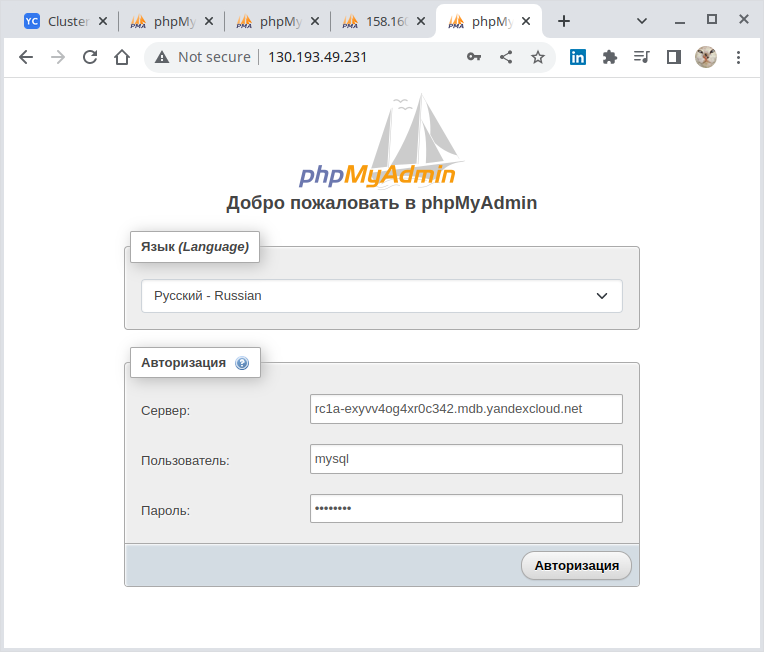 YC Cluster PMA phpMy PMA phpMy PMA 158.160 PMA phpMy
Not secure 130.193.49.231
phpMyAdmin
Добро пожаловать в phpMyAdmin
Язык (Language)
Русский - Russian
Авторизация
Сервер: rc1a-exyvv4og4xr0c342.mdb.yandexcloud.net
Пользователь: mysql
Пароль: ••••••••
Авторизация